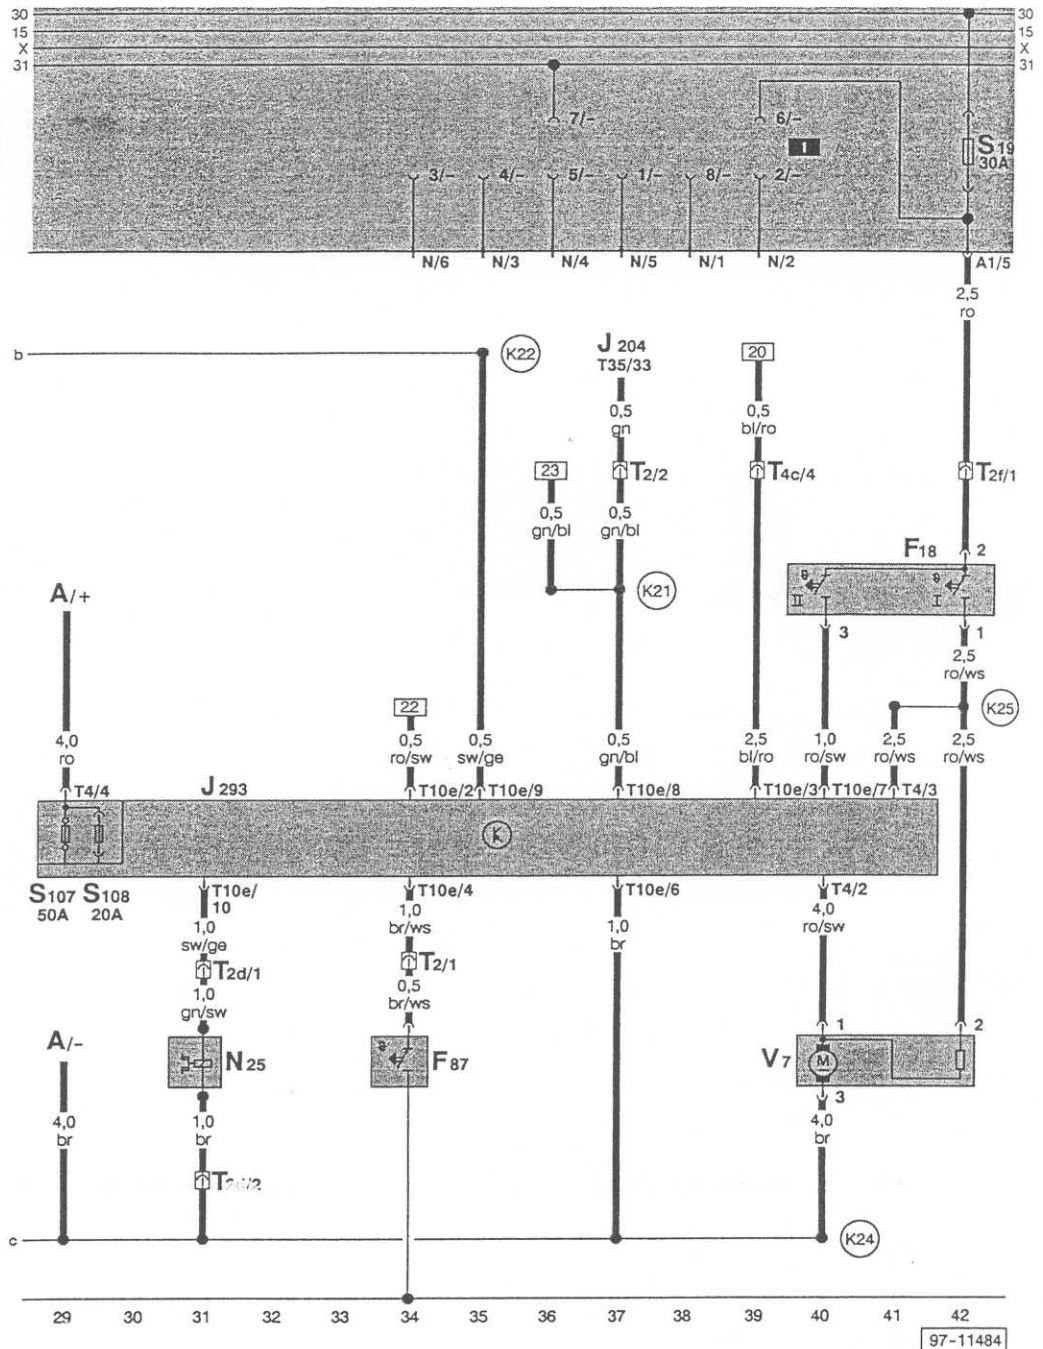 30 30
15 15
X X
31 31
7/– 6/–
1
S19
30A
3/– 4/– 5/– 1/– 8/– 2/–
N/6 N/3 N/4 N/5 N/1 N/2 A1/5
2,5
ro
b
K22
J 204
T35/33
20
0,5
gn
0,5
bl/ro
23
T2/2
T4c/4
T2f/1
0,5
gn/bl
0,5
gn/bl
F18 2
II I
A/+
K21
3 1
2,5
ro/ws
22
K25
4,0
ro
0,5
ro/sw
0,5
sw/ge
0,5
gn/bl
2,5
bl/ro
1,0
ro/sw
2,5
ro/ws
2,5
ro/ws
T4/4
J 293
T10e/2 T10e/9 T10e/8 T10e/3 T10e/7 T4/3
K
S107 S108
50A 20A
T10e/
10
T10e/4 T10e/6 T4/2
1,0
sw/ge
1,0
br/ws
1,0
br
4,0
ro/sw
T2d/1
T2/1
1,0
gn/sw
0,5
br/ws
A/–
N 25
F87
1 2
V 7
M
3
4,0
br
1,0
br
4,0
br
c
K24
29 30 31 32 33 34 35 36 37 38 39 40 41 42
97-11484